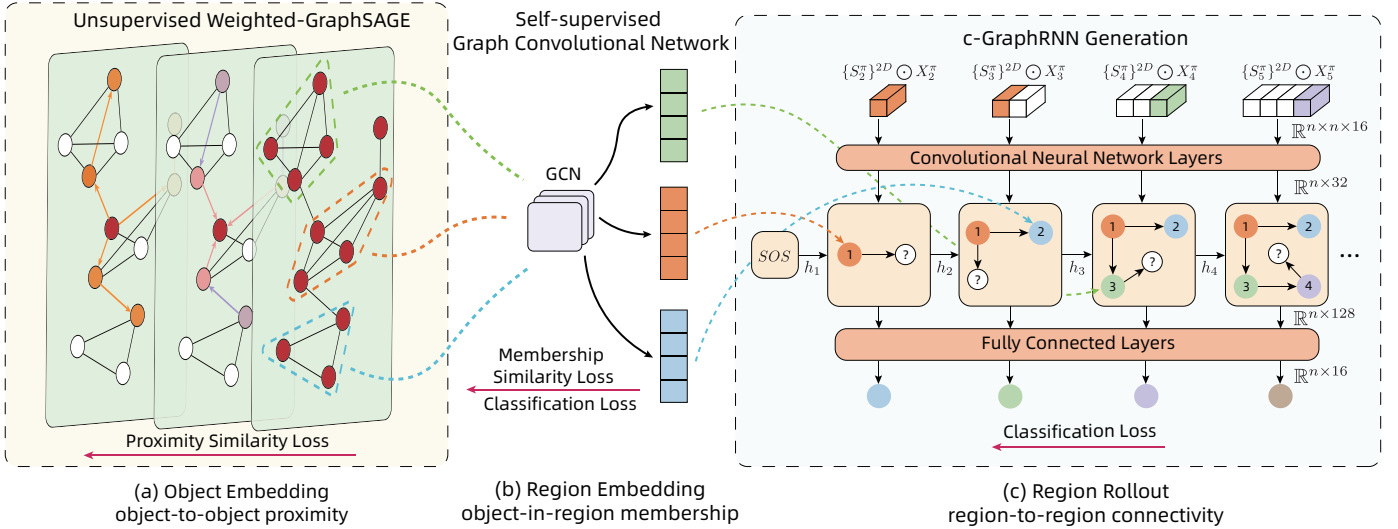 Unsupervised Weighted-GraphSAGE
Proximity Similarity Loss
(a) Object Embedding
object-to-object proximity
Self-supervised
Graph Convolutional Network
GCN
Membership
Similarity Loss
Classification Loss
(b) Region Embedding
object-in-region membership
c-GraphRNN Generation
{S₂^π}^2D ⊙ X₂^π
{S₃^π}^2D ⊙ X₃^π
{S₄^π}^2D ⊙ X₄^π
{S₅^π}^2D ⊙ X₅^π
ℝ^n×n×16
Convolutional Neural Network Layers
ℝ^n×32
SOS
h₁
1 ?
h₂
1 2
?
h₃
1 2
?
3
h₄
1 2
?
3 4
...
ℝ^n×128
Fully Connected Layers
ℝ^n×16
Classification Loss
(c) Region Rollout
region-to-region connectivity